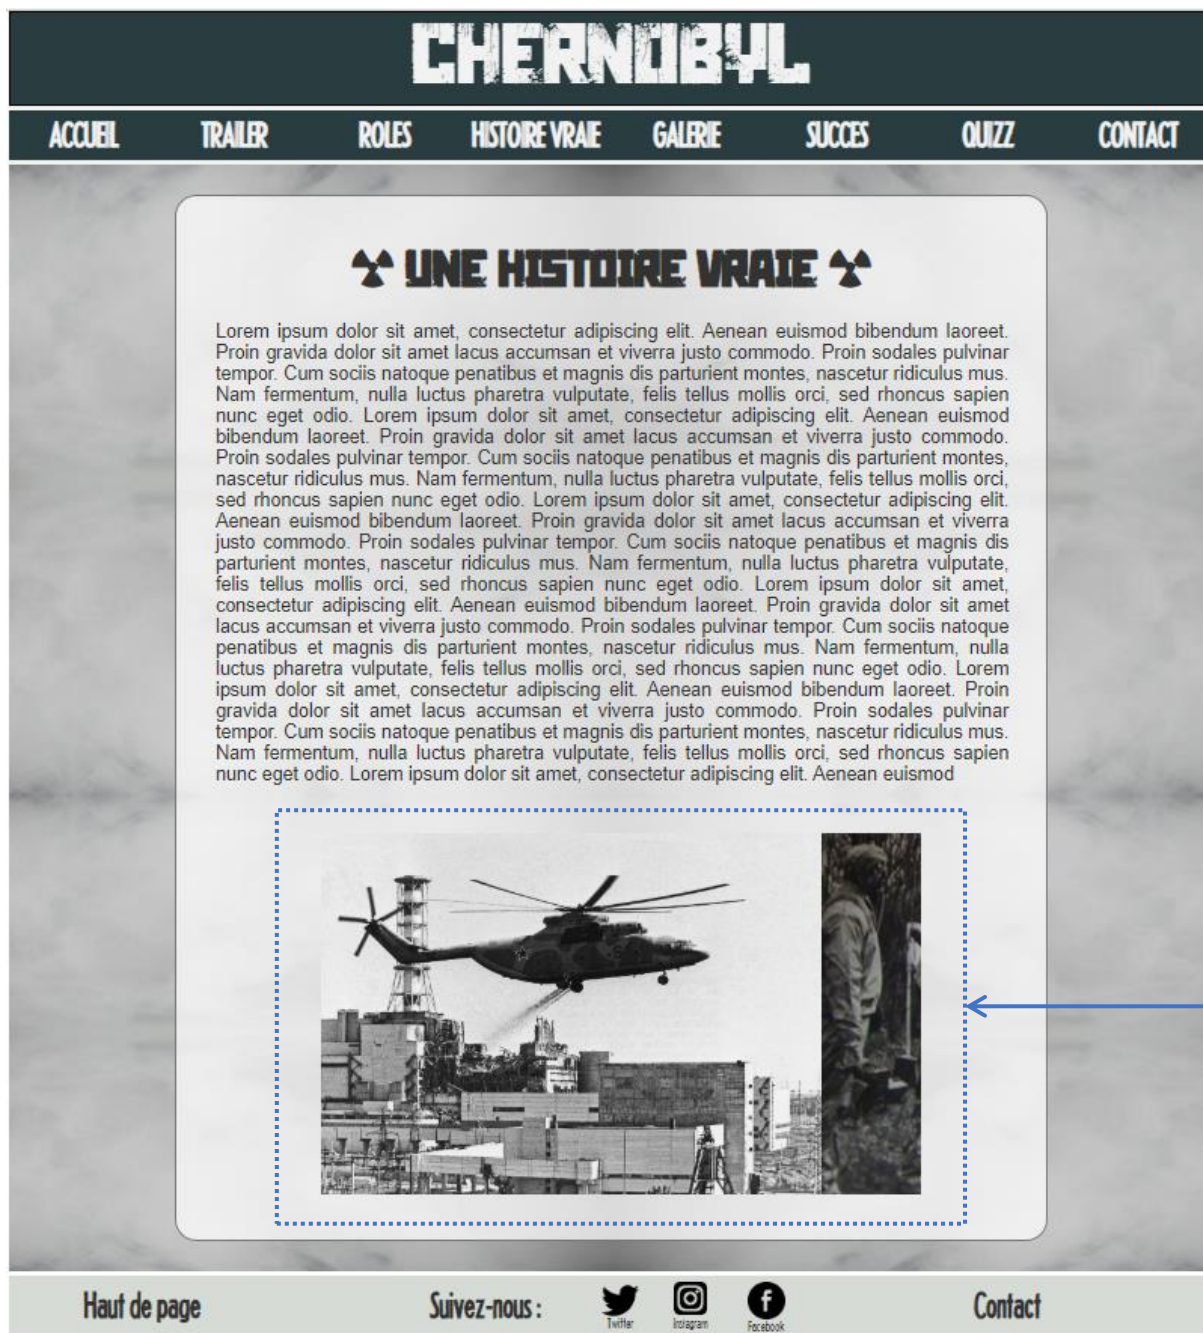 CHERNOBYL
ACCUEIL TRAILER ROLES HISTOIRE VRAIE GALERIE SUCCES QUIZZ CONTACT
UNE HISTOIRE VRAIE
Lorem ipsum dolor sit amet, consectetur adipiscing elit. Aenean euismod bibendum laoreet.
Proin gravida dolor sit amet lacus accumsan et viverra justo commodo. Proin sodales pulvinar
tempor. Cum sociis natoque penatibus et magnis dis parturient montes, nascetur ridiculus mus.
Nam fermentum, nulla luctus pharetra vulputate, felis tellus mollis orci, sed rhoncus sapien
nunc eget odio. Lorem ipsum dolor sit amet, consectetur adipiscing elit. Aenean euismod
bibendum laoreet. Proin gravida dolor sit amet lacus accumsan et viverra justo commodo.
Proin sodales pulvinar tempor. Cum sociis natoque penatibus et magnis dis parturient montes,
nascetur ridiculus mus. Nam fermentum, nulla luctus pharetra vulputate, felis tellus mollis orci,
sed rhoncus sapien nunc eget odio. Lorem ipsum dolor sit amet, consectetur adipiscing elit.
Aenean euismod bibendum laoreet. Proin gravida dolor sit amet lacus accumsan et viverra
justo commodo. Proin sodales pulvinar tempor. Cum sociis natoque penatibus et magnis dis
parturient montes, nascetur ridiculus mus. Nam fermentum, nulla luctus pharetra vulputate,
felis tellus mollis orci, sed rhoncus sapien nunc eget odio. Lorem ipsum dolor sit amet,
consectetur adipiscing elit. Aenean euismod bibendum laoreet. Proin gravida dolor sit amet
lacus accumsan et viverra justo commodo. Proin sodales pulvinar tempor. Cum sociis natoque
penatibus et magnis dis parturient montes, nascetur ridiculus mus. Nam fermentum, nulla
luctus pharetra vulputate, felis tellus mollis orci, sed rhoncus sapien nunc eget odio. Lorem
ipsum dolor sit amet, consectetur adipiscing elit. Aenean euismod bibendum laoreet. Proin
gravida dolor sit amet lacus accumsan et viverra justo commodo. Proin sodales pulvinar
tempor. Cum sociis natoque penatibus et magnis dis parturient montes, nascetur ridiculus mus.
Nam fermentum, nulla luctus pharetra vulputate, felis tellus mollis orci, sed rhoncus sapien
nunc eget odio. Lorem ipsum dolor sit amet, consectetur adipiscing elit. Aenean euismod
Haut de page Suivez-nous : Contact
Twitter Instagram Facebook